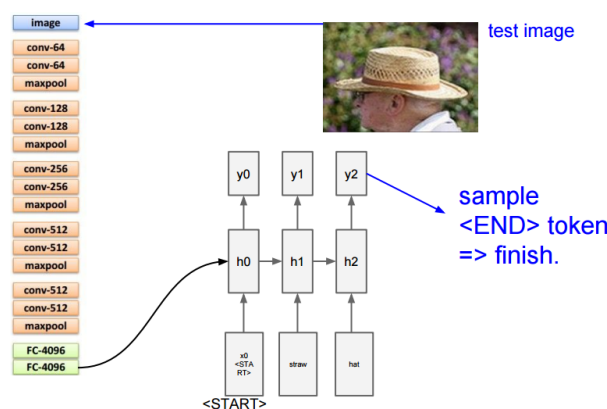 image
conv-64
conv-64
maxpool
conv-128
conv-128
maxpool
conv-256
conv-256
maxpool
conv-512
conv-512
maxpool
conv-512
conv-512
maxpool
FC-4096
FC-4096
test image
y0
y1
y2
sample
<END> token
=> finish.
h0
h1
h2
x0
<STA
RT>
straw
hat
<START>